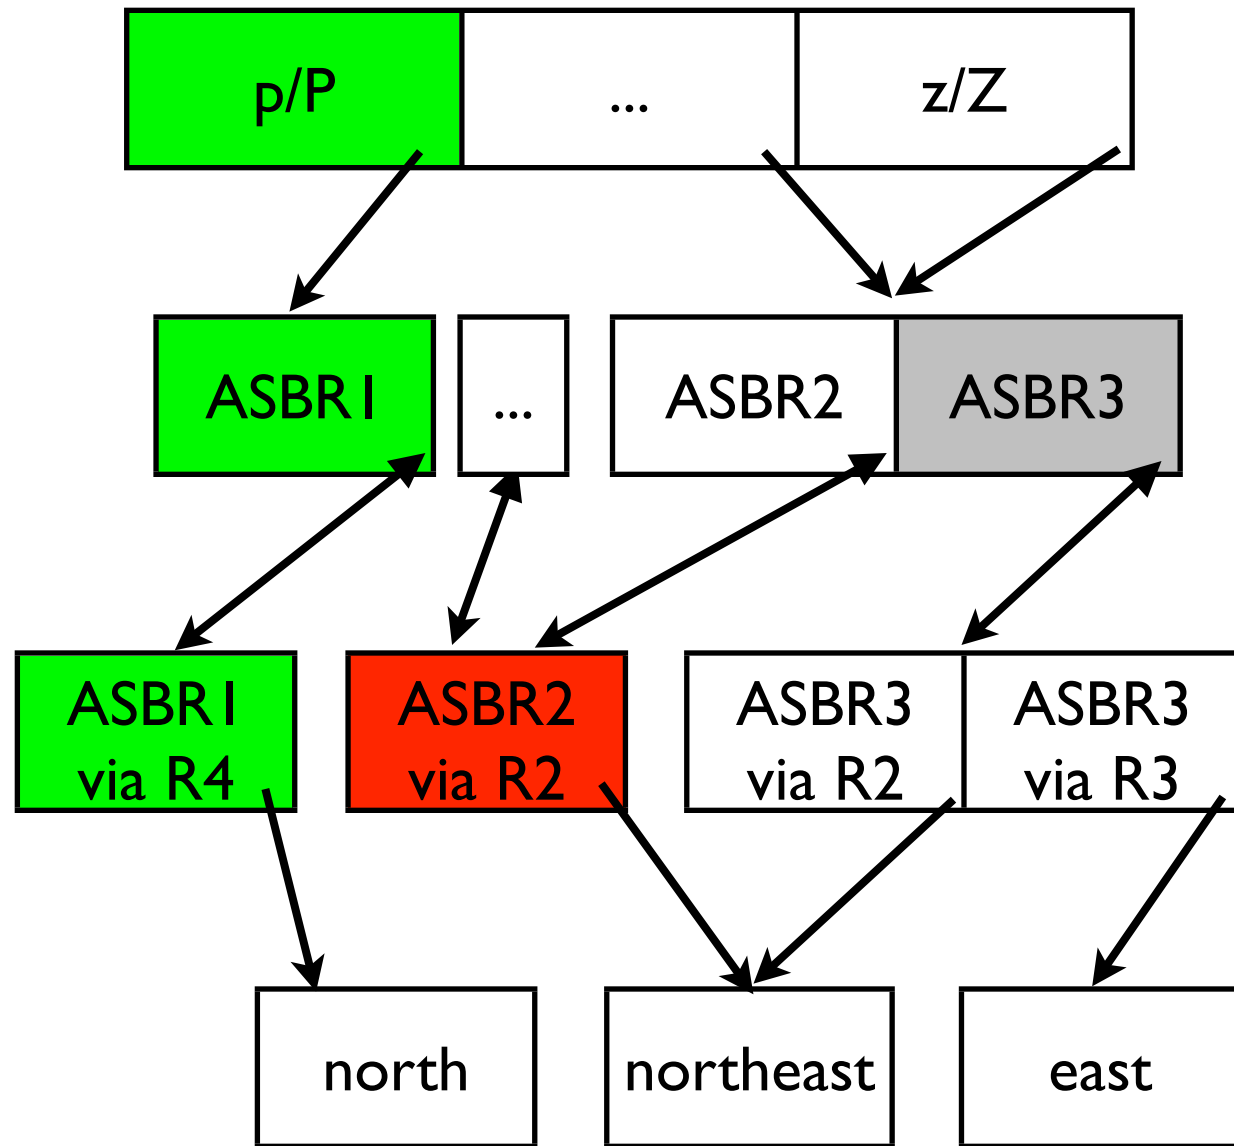 p/P
...
z/Z
ASBR1
...
ASBR2
ASBR3
ASBR1
via R4
ASBR2
via R2
ASBR3
via R2
ASBR3
via R3
north
northeast
east